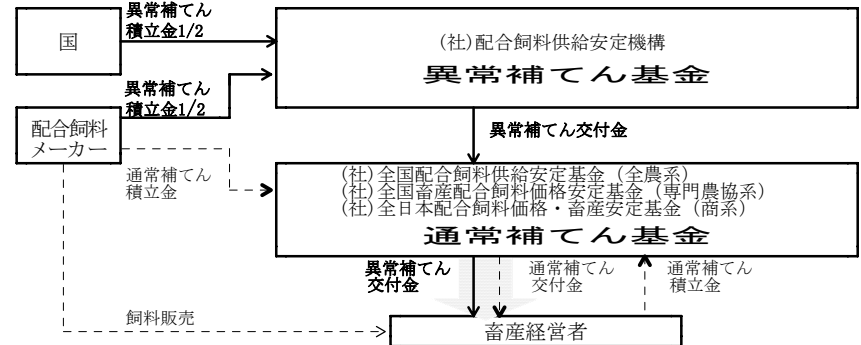 異常補てん
積立金1/2
国
(社)配合飼料供給安定機構
異常補てん基金
異常補てん
積立金1/2
配合飼料
メーカー
異常補てん交付金
通常補てん
積立金
(社)全国配合飼料供給安定基金(全農系)
(社)全国畜産配合飼料価格安定基金(専門農協系)
(社)全日本配合飼料価格・畜産安定基金(商系)
通常補てん基金
異常補てん
交付金
通常補てん
交付金
通常補てん
積立金
飼料販売
畜産経営者